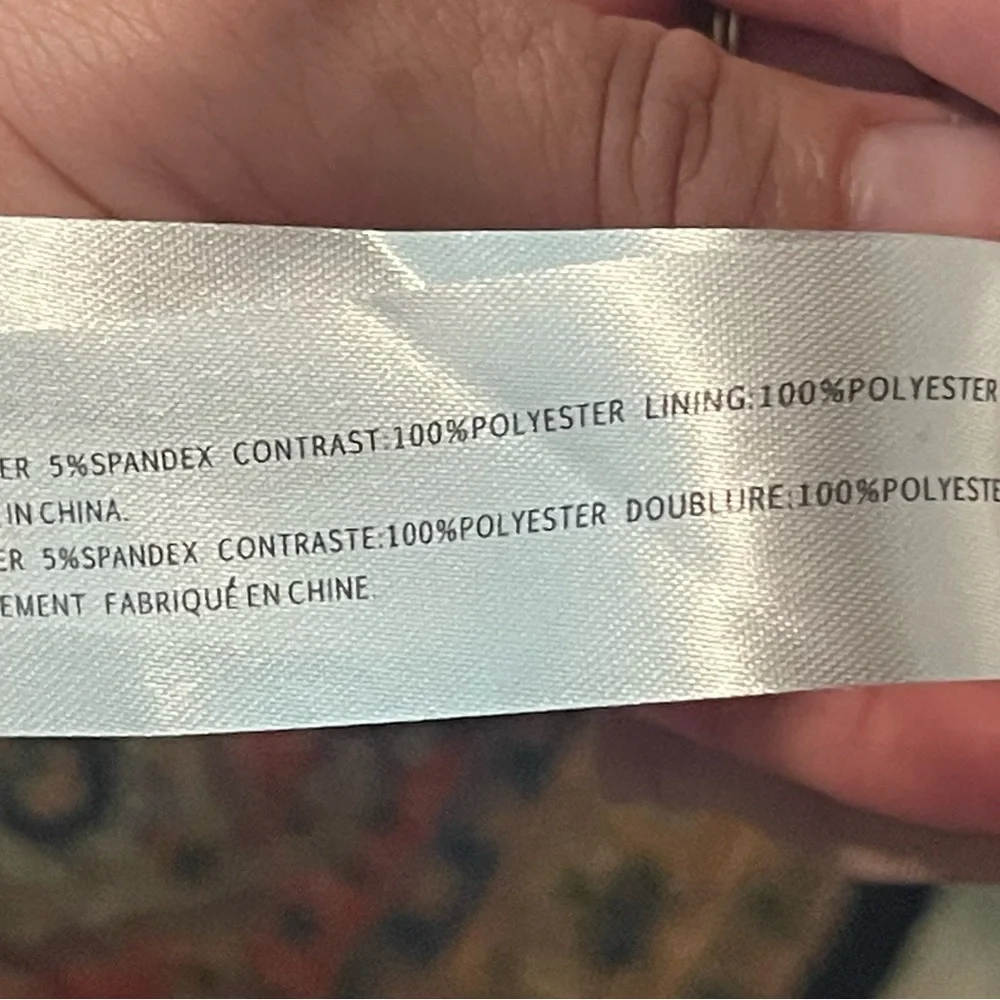 ER 5%SPANDEX CONTRAST:100%POLYESTER LINING:100%POLYESTER
IN CHINA.
ER 5%SPANDEX CONTRASTE:100%POLYESTER DOUBLURE:100%POLYESTE
EMENT FABRIQUÉ EN CHINE